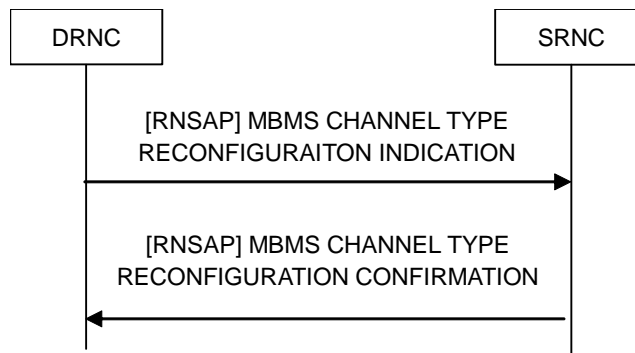 DRNC
SRNC
[RNSAP] MBMS CHANNEL TYPE
RECONFIGURAITON INDICATION
[RNSAP] MBMS CHANNEL TYPE
RECONFIGURATION CONFIRMATION